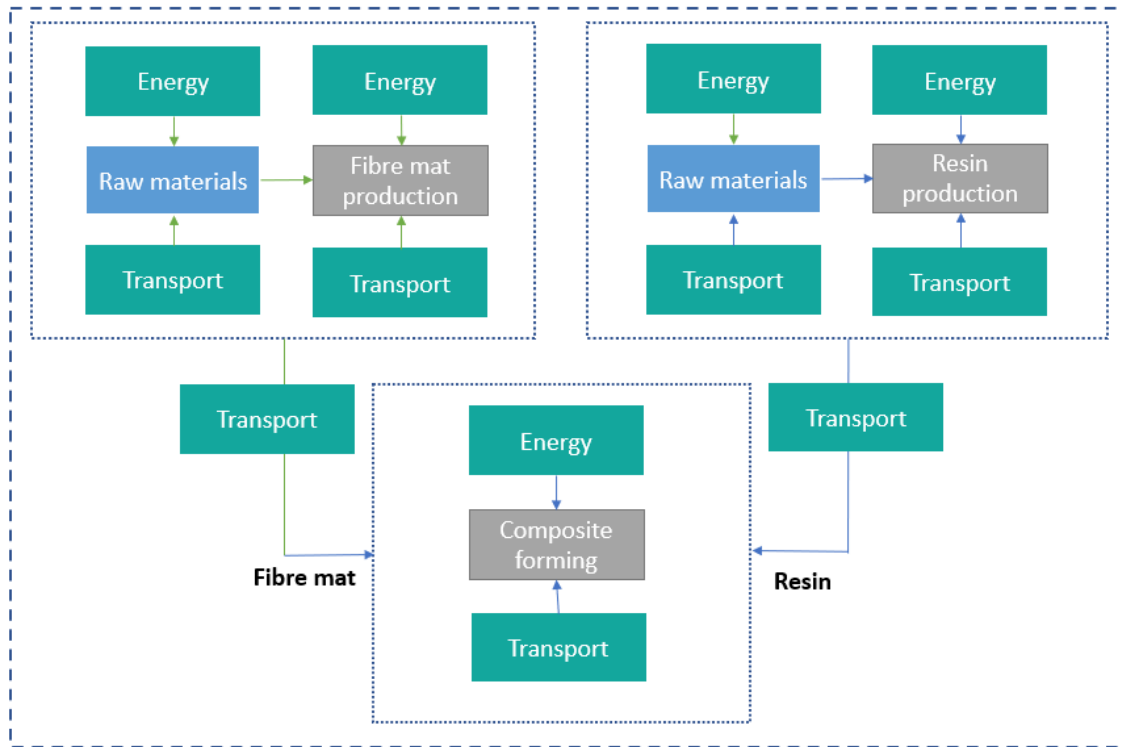 Energy
Energy
Raw materials
Fibre mat
production
Transport
Transport
Energy
Energy
Raw materials
Resin
production
Transport
Transport
Transport
Transport
Fibre mat
Resin
Energy
Composite
forming
Transport